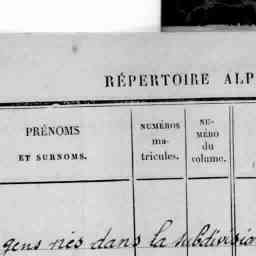 RÉPERTOIRE ALP
PRÉNOMS
ET SURNOMS.
NUMÉROS
ma-
tricules.
NU-
MÉRO
du
volume.
gens nés dans la subdivision